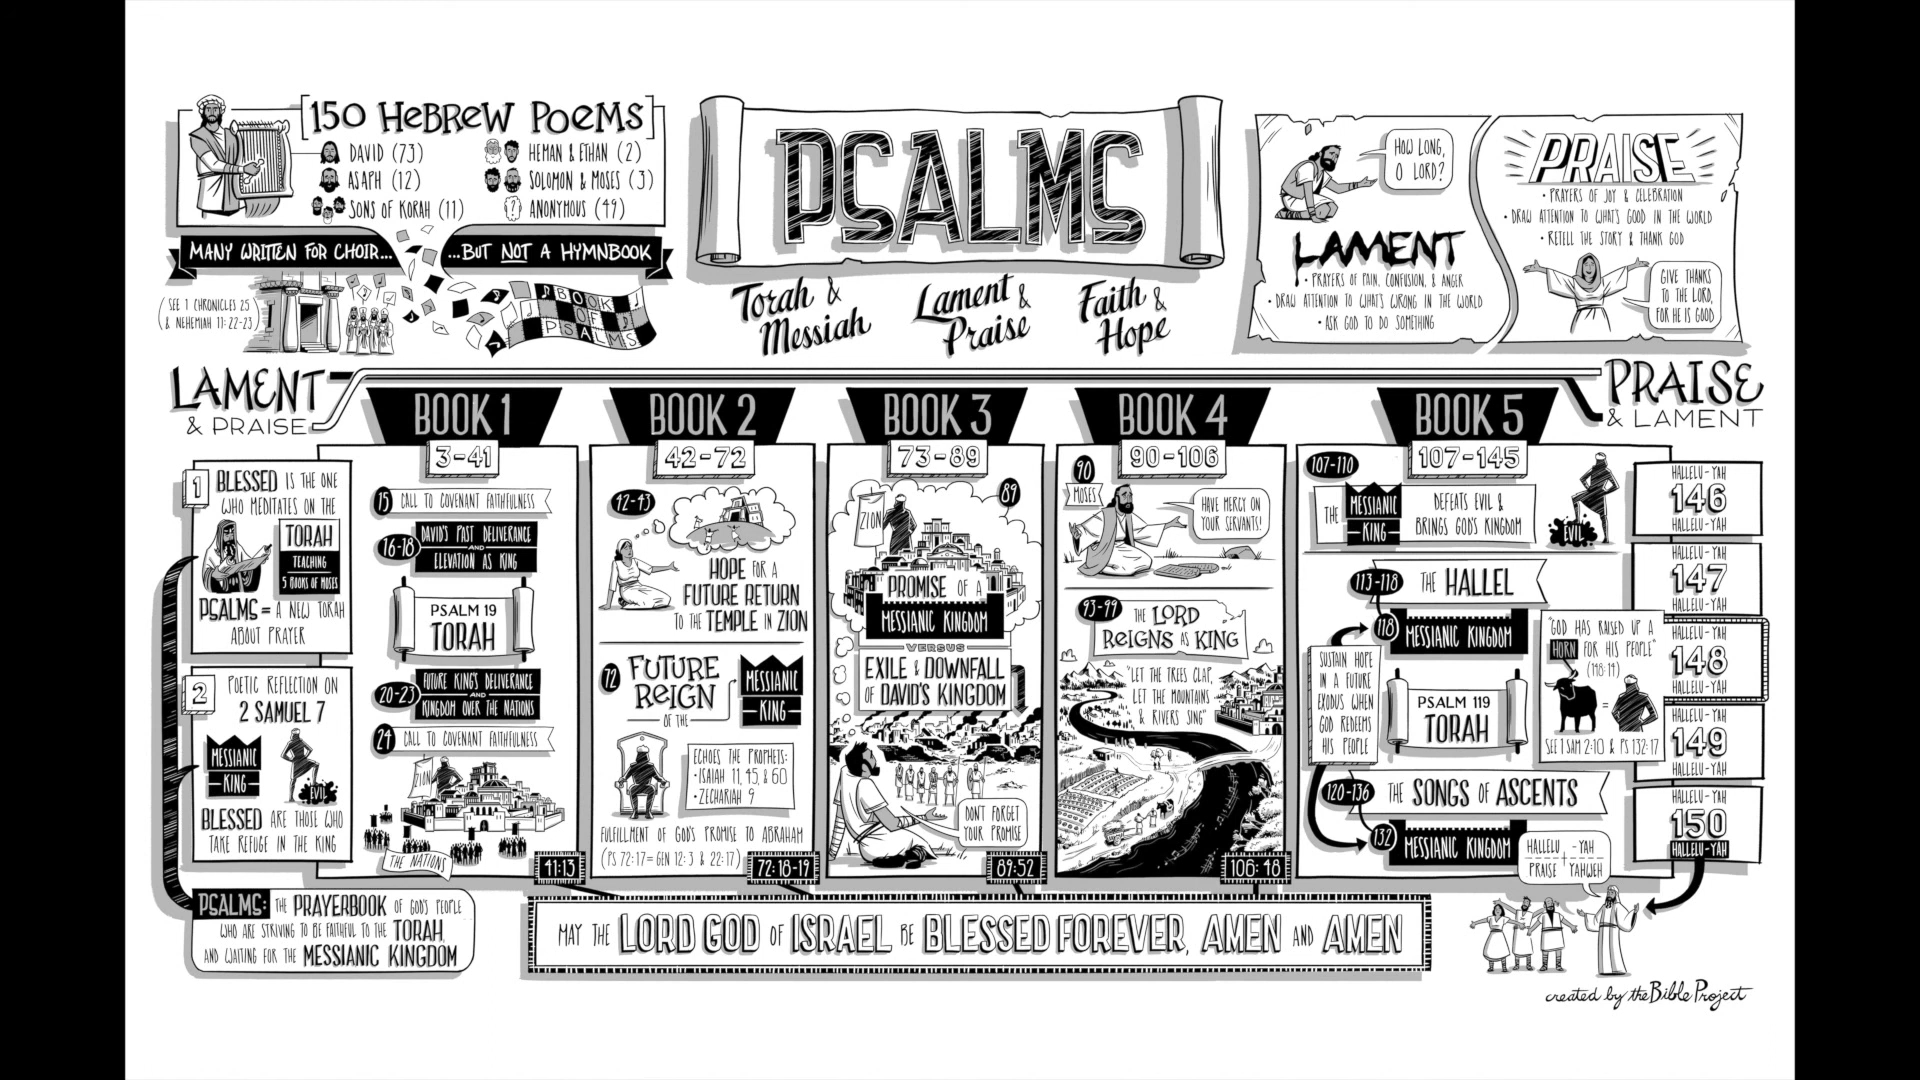 [150 HEBREW POEMS]
DAVID (73)
ASAPH (12)
SONS OF KORAH (11)
HEMAN & ETHAN (2)
SOLOMON & MOSES (3)
ANONYMOUS (49)
MANY WRITTEN FOR CHOIR...
...BUT NOT A HYMNBOOK
(SEE 1 CHRONICLES 25
& NEHEMIAH 11:22-23)
BOOK
OF
PSALMS
PSALMS
Torah &
Messiah
Lament &
Praise
Faith &
Hope
HOW LONG,
O LORD?
LAMENT
• PRAYERS OF PAIN, CONFUSION, & ANGER
• DRAW ATTENTION TO WHAT'S WRONG IN THE WORLD
• ASK GOD TO DO SOMETHING
PRAISE
• PRAYERS OF JOY & CELEBRATION
• DRAW ATTENTION TO WHAT'S GOOD IN THE WORLD
• RETELL THE STORY & THANK GOD
GIVE THANKS
TO THE LORD,
FOR HE IS GOOD
LAMENT
& PRAISE
PRAISE
& LAMENT
1
BLESSED IS THE ONE
WHO MEDITATES ON THE
TORAH
TEACHING
5 BOOKS OF MOSES
PSALMS = A NEW TORAH
ABOUT PRAYER
2
POETIC REFLECTION ON
2 SAMUEL 7
MESSIANIC
KING
EVIL
BLESSED ARE THOSE WHO
TAKE REFUGE IN THE KING
PSALMS: THE PRAYERBOOK OF GOD'S PEOPLE
WHO ARE STRIVING TO BE FAITHFUL TO THE TORAH
AND WAITING FOR THE MESSIANIC KINGDOM
BOOK 1
3-41
15 CALL TO COVENANT FAITHFULNESS
16-18
DAVID'S PAST DELIVERANCE
AND
ELEVATION AS KING
PSALM 19
TORAH
20-23
FUTURE KING'S DELIVERANCE
AND
KINGDOM OVER THE NATIONS
24 CALL TO COVENANT FAITHFULNESS
ZION
THE NATIONS
41:13
BOOK 2
42-72
42-43
HOPE FOR A
FUTURE RETURN
TO THE TEMPLE IN ZION
72
FUTURE
REIGN
OF THE
MESSIANIC
KING
ECHOES THE PROPHETS:
• ISAIAH 11, 45, & 60
• ZECHARIAH 9
FULFILLMENT OF GOD'S PROMISE TO ABRAHAM
(PS 72:17 = GEN 12:3 & 22:17)
72:18-19
BOOK 3
73-89
89
ZION
PROMISE OF A
MESSIANIC KINGDOM
VERSUS
EXILE & DOWNFALL
OF DAVID'S KINGDOM
DON'T FORGET
YOUR PROMISE
89:52
BOOK 4
90-106
90
MOSES
HAVE MERCY ON
YOUR SERVANTS!
93-99
THE LORD
REIGNS AS KING
"LET THE TREES CLAP,
LET THE MOUNTAINS
& RIVERS SING"
106:48
BOOK 5
107-145
107-110
THE
MESSIANIC
KING
DEFEATS EVIL &
BRINGS GOD'S KINGDOM
EVIL
113-118
THE HALLEL
118
MESSIANIC KINGDOM
SUSTAIN HOPE
IN A FUTURE
EXODUS WHEN
GOD REDEEMS
HIS PEOPLE
PSALM 119
TORAH
120-136
THE SONGS OF ASCENTS
132
MESSIANIC KINGDOM
"GOD HAS RAISED UP A
HORN FOR HIS PEOPLE"
(148:14)
=
SEE 1 SAM 2:10 & PS 132:17
HALLELU-YAH
146
HALLELU-YAH
HALLELU-YAH
147
HALLELU-YAH
HALLELU-YAH
148
HALLELU-YAH
HALLELU-YAH
149
HALLELU-YAH
HALLELU-YAH
150
HALLELU-YAH
HALLELU + -YAH
PRAISE YAHWEH
MAY THE LORD GOD OF ISRAEL BE BLESSED FOREVER, AMEN AND AMEN
created by the Bible Project